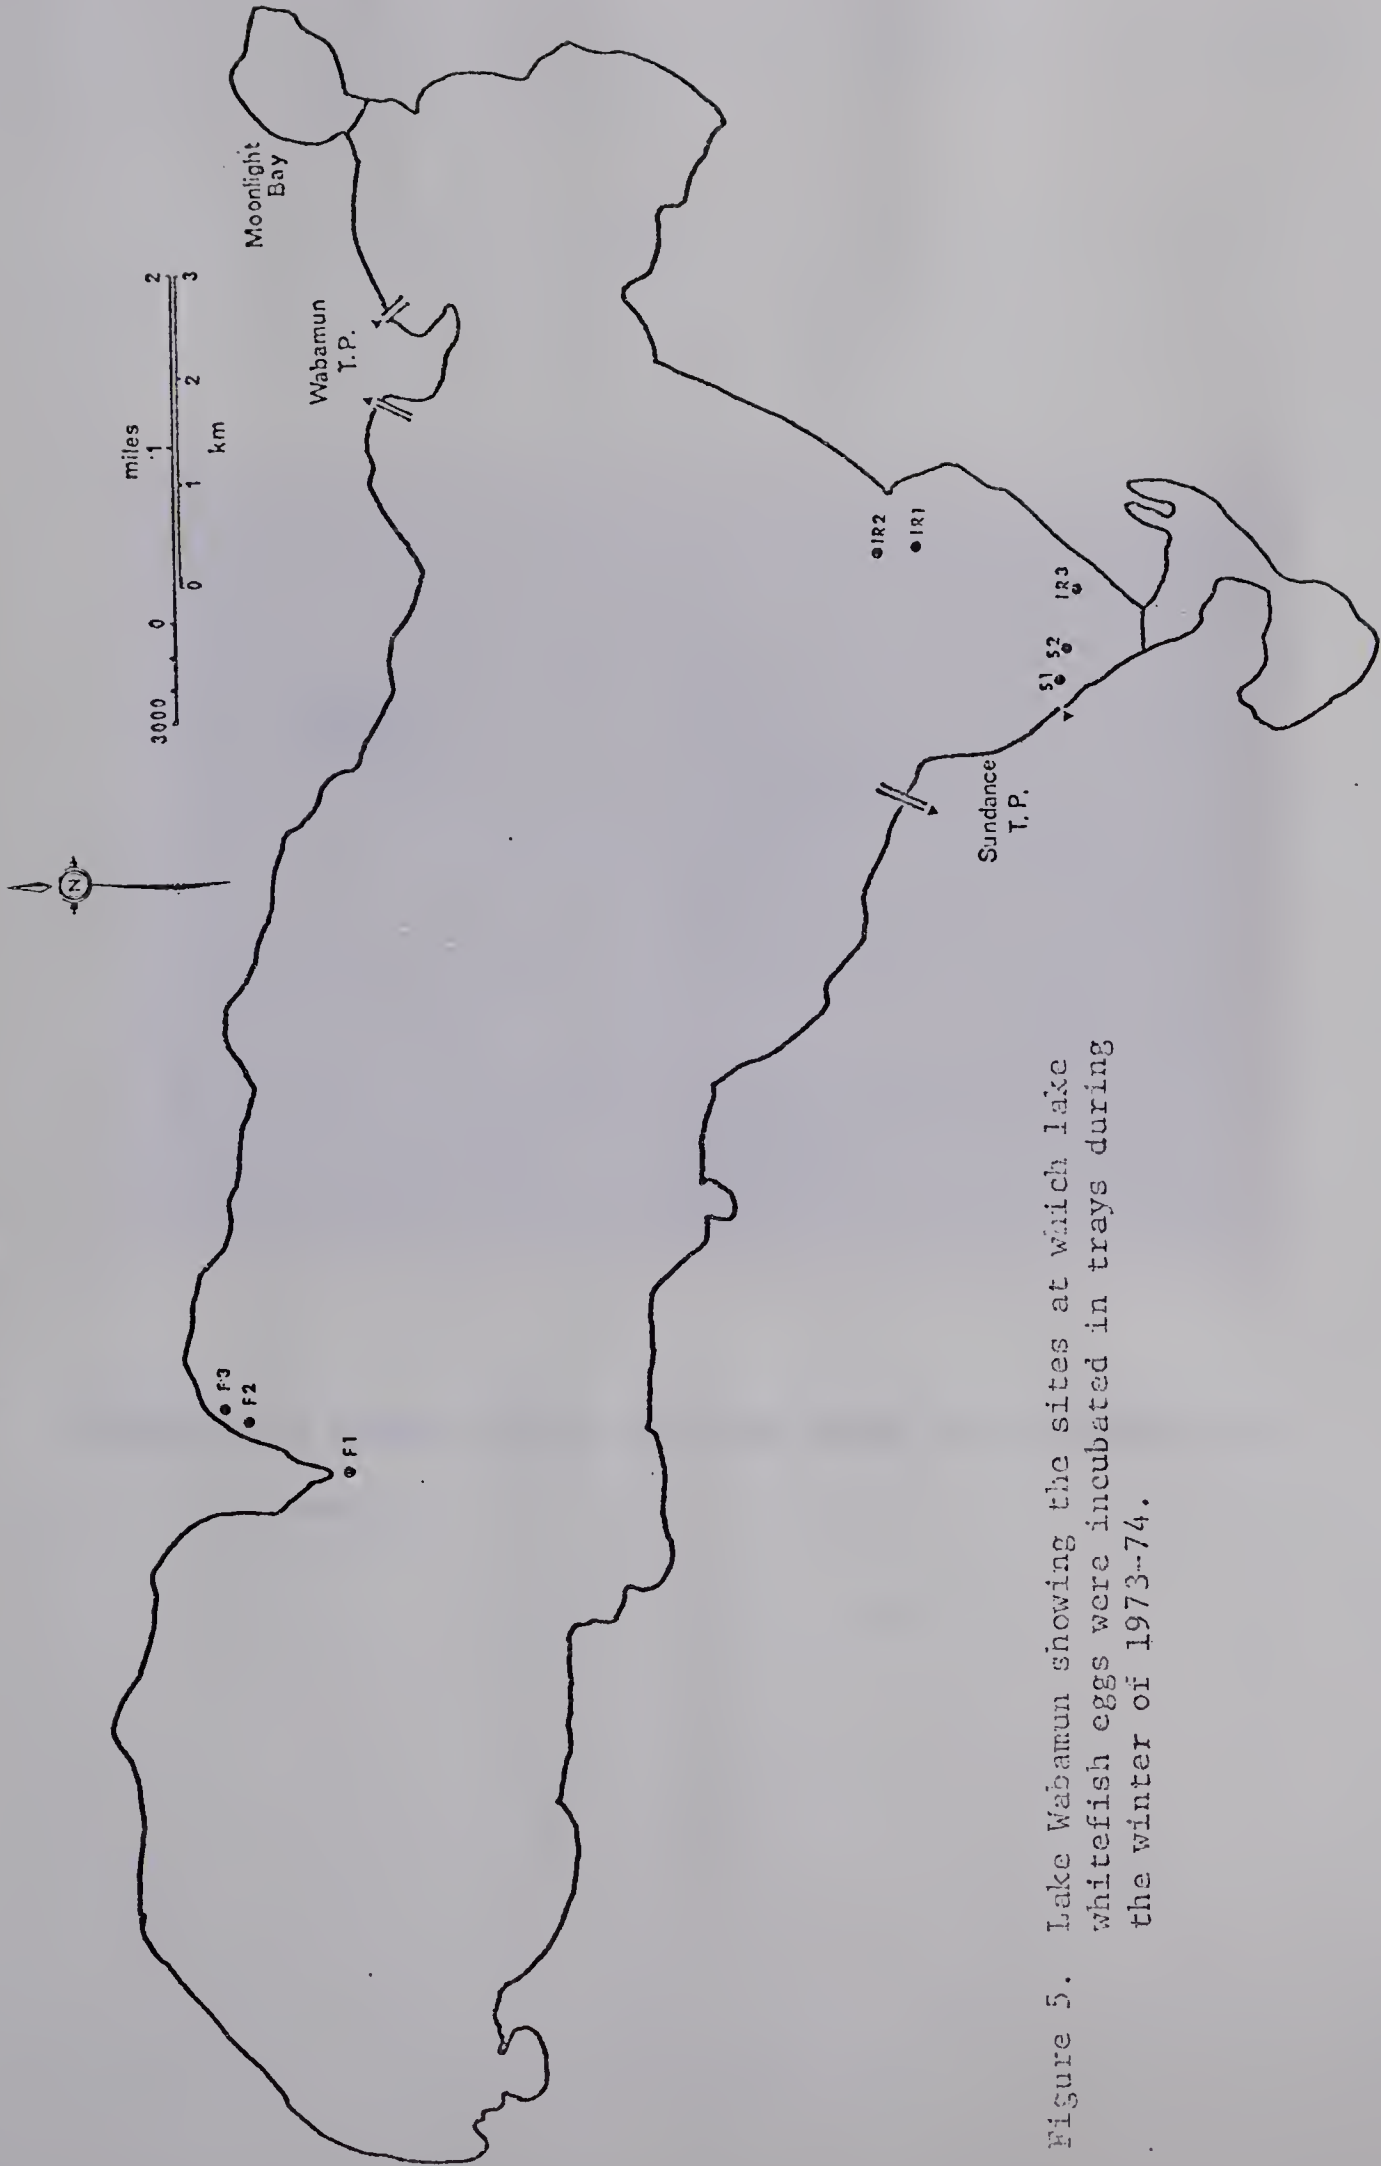 N
3000 0 1 2
miles
0 1 2 3
km
Moonlight
Bay
Wabamun
T.P.
F3
F2
F1
IR2
IR1
IR3
S1 S2
Sundance
T.P.
Figure 5. Lake Wabamun showing the sites at which lake
whitefish eggs were incubated in trays during
the winter of 1973-74.